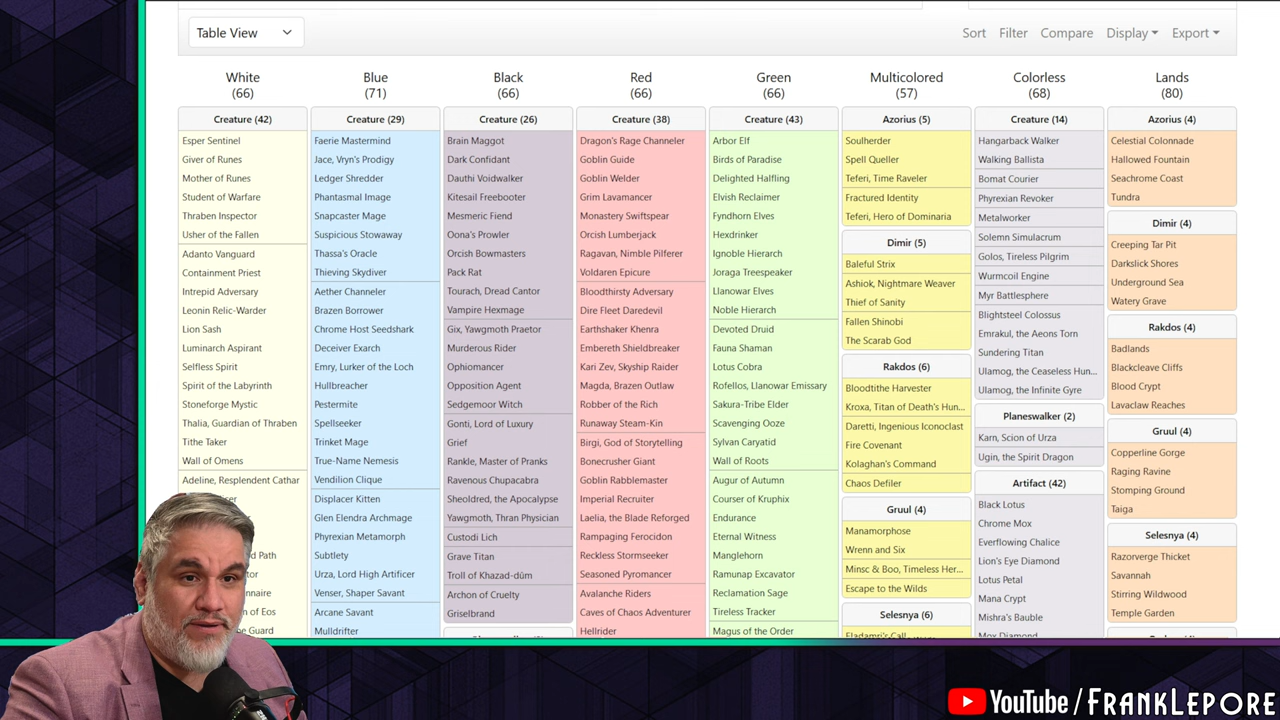 Table View
Sort Filter Compare Display Export
White
(66)
Creature (42)
Esper Sentinel
Giver of Runes
Mother of Runes
Student of Warfare
Thraben Inspector
Usher of the Fallen
Adanto Vanguard
Containment Priest
Intrepid Adversary
Leonin Relic-Warder
Lion Sash
Luminarch Aspirant
Selfless Spirit
Spirit of the Labyrinth
Stoneforge Mystic
Thalia, Guardian of Thraben
Tithe Taker
Wall of Omens
Adeline, Resplendent Cathar
Path
of Eos
Guard
Blue
(71)
Creature (29)
Faerie Mastermind
Jace, Vryn's Prodigy
Ledger Shredder
Phantasmal Image
Snapcaster Mage
Suspicious Stowaway
Thassa's Oracle
Thieving Skydiver
Aether Channeler
Brazen Borrower
Chrome Host Seedshark
Deceiver Exarch
Emry, Lurker of the Loch
Hullbreacher
Pestermite
Spellseeker
Trinket Mage
True-Name Nemesis
Vendilion Clique
Displacer Kitten
Glen Elendra Archmage
Phyrexian Metamorph
Subtlety
Urza, Lord High Artificer
Venser, Shaper Savant
Arcane Savant
Mulldrifter
Black
(66)
Creature (26)
Brain Maggot
Dark Confidant
Dauthi Voidwalker
Kitesail Freebooter
Mesmeric Fiend
Oona's Prowler
Orcish Bowmasters
Pack Rat
Tourach, Dread Cantor
Vampire Hexmage
Gix, Yawgmoth Praetor
Murderous Rider
Ophiomancer
Opposition Agent
Sedgemoor Witch
Gonti, Lord of Luxury
Grief
Rankle, Master of Pranks
Ravenous Chupacabra
Sheoldred, the Apocalypse
Yawgmoth, Thran Physician
Custodi Lich
Grave Titan
Troll of Khazad-dûm
Archon of Cruelty
Griselbrand
Red
(66)
Creature (38)
Dragon's Rage Channeler
Goblin Guide
Goblin Welder
Grim Lavamancer
Monastery Swiftspear
Orcish Lumberjack
Ragavan, Nimble Pilferer
Voldaren Epicure
Bloodthirsty Adversary
Dire Fleet Daredevil
Earthshaker Khenra
Embereth Shieldbreaker
Kari Zev, Skyship Raider
Magda, Brazen Outlaw
Robber of the Rich
Runaway Steam-Kin
Birgi, God of Storytelling
Bonecrusher Giant
Goblin Rabblemaster
Imperial Recruiter
Laelia, the Blade Reforged
Rampaging Ferocidon
Reckless Stormseeker
Seasoned Pyromancer
Avalanche Riders
Caves of Chaos Adventurer
Hellrider
Green
(66)
Creature (43)
Arbor Elf
Birds of Paradise
Delighted Halfling
Elvish Reclaimer
Fyndhorn Elves
Hexdrinker
Ignoble Hierarch
Joraga Treespeaker
Llanowar Elves
Noble Hierarch
Devoted Druid
Fauna Shaman
Lotus Cobra
Rofellos, Llanowar Emissary
Sakura-Tribe Elder
Scavenging Ooze
Sylvan Caryatid
Wall of Roots
Augur of Autumn
Courser of Kruphix
Endurance
Eternal Witness
Manglehorn
Ramunap Excavator
Reclamation Sage
Tireless Tracker
Magus of the Order
Multicolored
(57)
Azorius (5)
Soulherder
Spell Queller
Teferi, Time Raveler
Fractured Identity
Teferi, Hero of Dominaria
Dimir (5)
Baleful Strix
Ashiok, Nightmare Weaver
Thief of Sanity
Fallen Shinobi
The Scarab God
Rakdos (6)
Bloodtithe Harvester
Kroxa, Titan of Death's Hun...
Daretti, Ingenious Iconoclast
Fire Covenant
Kolaghan's Command
Chaos Defiler
Gruul (4)
Manamorphose
Wrenn and Six
Minsc & Boo, Timeless Her...
Escape to the Wilds
Selesnya (6)
Eladamri's Call
Colorless
(68)
Creature (14)
Hangarback Walker
Walking Ballista
Bomat Courier
Phyrexian Revoker
Metalworker
Solemn Simulacrum
Golos, Tireless Pilgrim
Wurmcoil Engine
Myr Battlesphere
Blightsteel Colossus
Emrakul, the Aeons Torn
Sundering Titan
Ulamog, the Ceaseless Hun...
Ulamog, the Infinite Gyre
Planeswalker (2)
Karn, Scion of Urza
Ugin, the Spirit Dragon
Artifact (42)
Black Lotus
Chrome Mox
Everflowing Chalice
Lion's Eye Diamond
Lotus Petal
Mana Crypt
Mishra's Bauble
Mox Diamond
Lands
(80)
Azorius (4)
Celestial Colonnade
Hallowed Fountain
Seachrome Coast
Tundra
Dimir (4)
Creeping Tar Pit
Darkslick Shores
Underground Sea
Watery Grave
Rakdos (4)
Badlands
Blackcleave Cliffs
Blood Crypt
Lavaclaw Reaches
Gruul (4)
Copperline Gorge
Raging Ravine
Stomping Ground
Taiga
Selesnya (4)
Razorverge Thicket
Savannah
Stirring Wildwood
Temple Garden
YouTube/FrankLepore